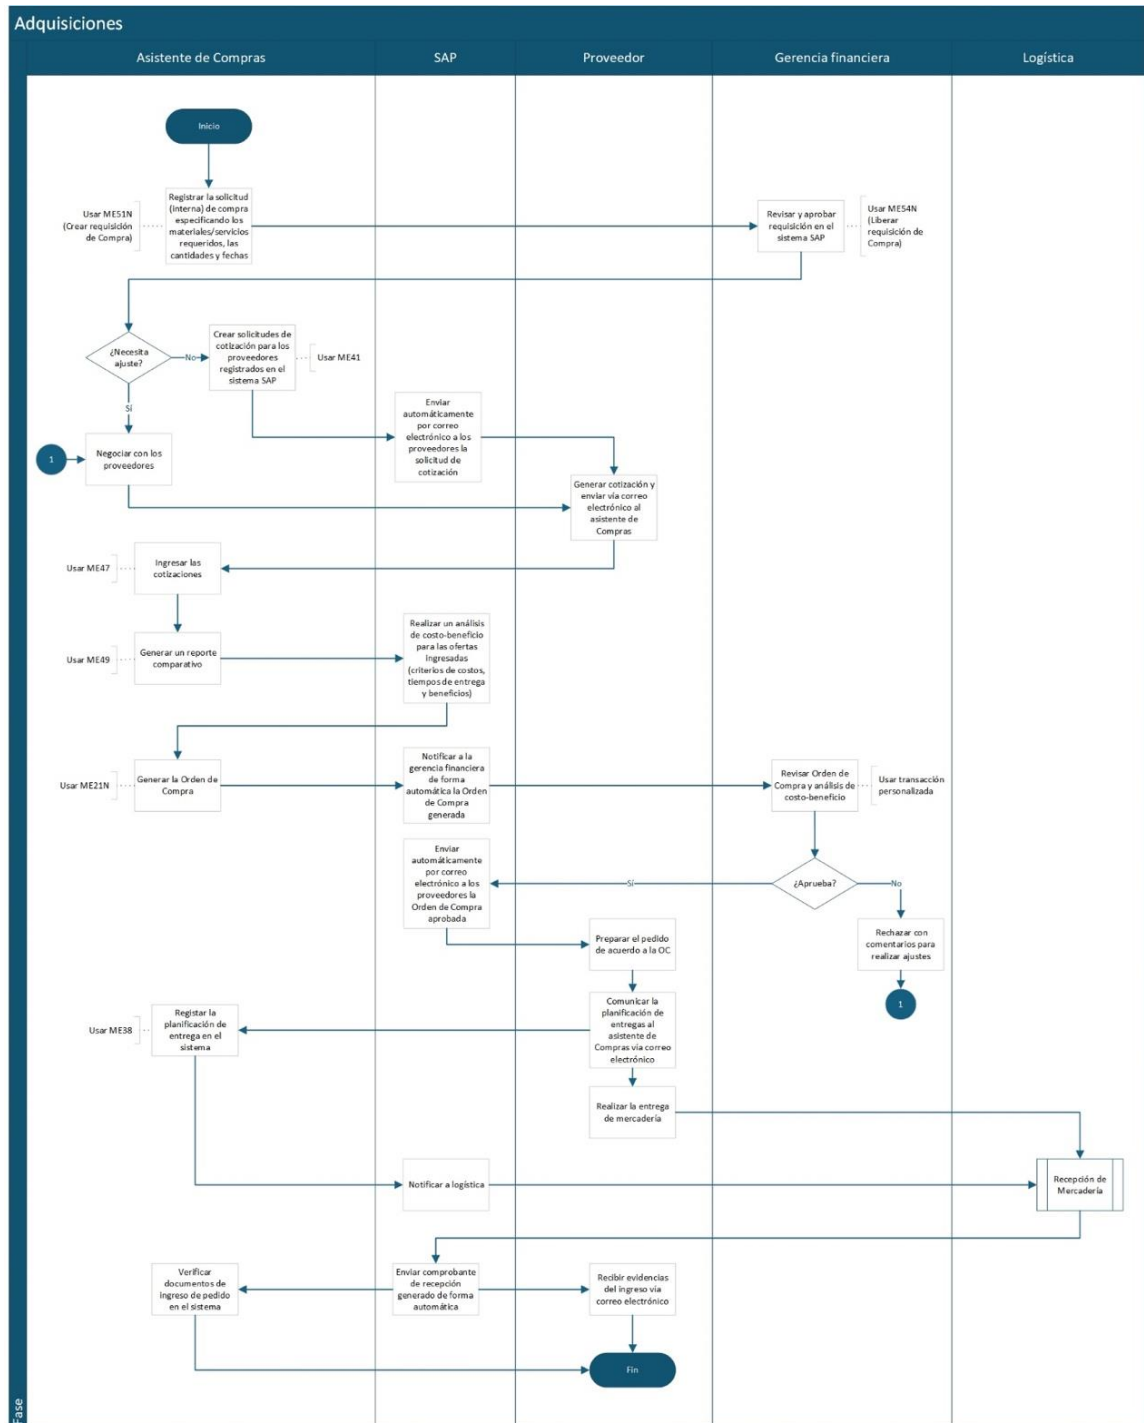 Adquisiciones
Asistente de Compras
SAP
Proveedor
Gerencia financiera
Logística
Inicio
Usar ME51N
(Crear requisición
de Compra)
Registrar la solicitud
(interna) de compra
especificando los
materiales/servicios
requeridos, las
cantidades y fechas
Revisar y aprobar
requisición en el
sistema SAP
Usar ME54N
(Liberar
requisición de
Compra)
¿Necesita
ajuste?
No
Crear solicitudes de
cotización para los
proveedores
registrados en el
sistema SAP
Usar ME41
Sí
Enviar
automáticamente
por correo
electrónico a los
proveedores la
solicitud de
cotización
1
Negociar con los
proveedores
Generar cotización y
enviar vía correo
electrónico al
asistente de
Compras
Usar ME47
Ingresar las
cotizaciones
Usar ME49
Generar un reporte
comparativo
Realizar un análisis
de costo-beneficio
para las ofertas
ingresadas
(criterios de costos,
tiempos de entrega
y beneficios)
Usar ME21N
Generar la Orden de
Compra
Notificar a la
gerencia financiera
de forma
automática la Orden
de Compra
generada
Revisar Orden de
Compra y análisis de
costo-beneficio
Usar transacción
personalizada
Enviar
automáticamente
por correo
electrónico a los
proveedores la
Orden de Compra
aprobada
Sí
¿Aprueba?
No
Preparar el pedido
de acuerdo a la OC
Rechazar con
comentarios para
realizar ajustes
1
Usar ME38
Registar la
planificación de
entrega en el
sistema
Comunicar la
planificación de
entregas al
asistente de
Compras vía correo
electrónico
Realizar la entrega
de mercadería
Notificar a logística
Recepción de
Mercadería
Verificar
documentos de
ingreso de pedido
en el sistema
Enviar comprobante
de recepción
generado de forma
automática
Recibir evidencias
del ingreso vía
correo electrónico
Fin
Fase